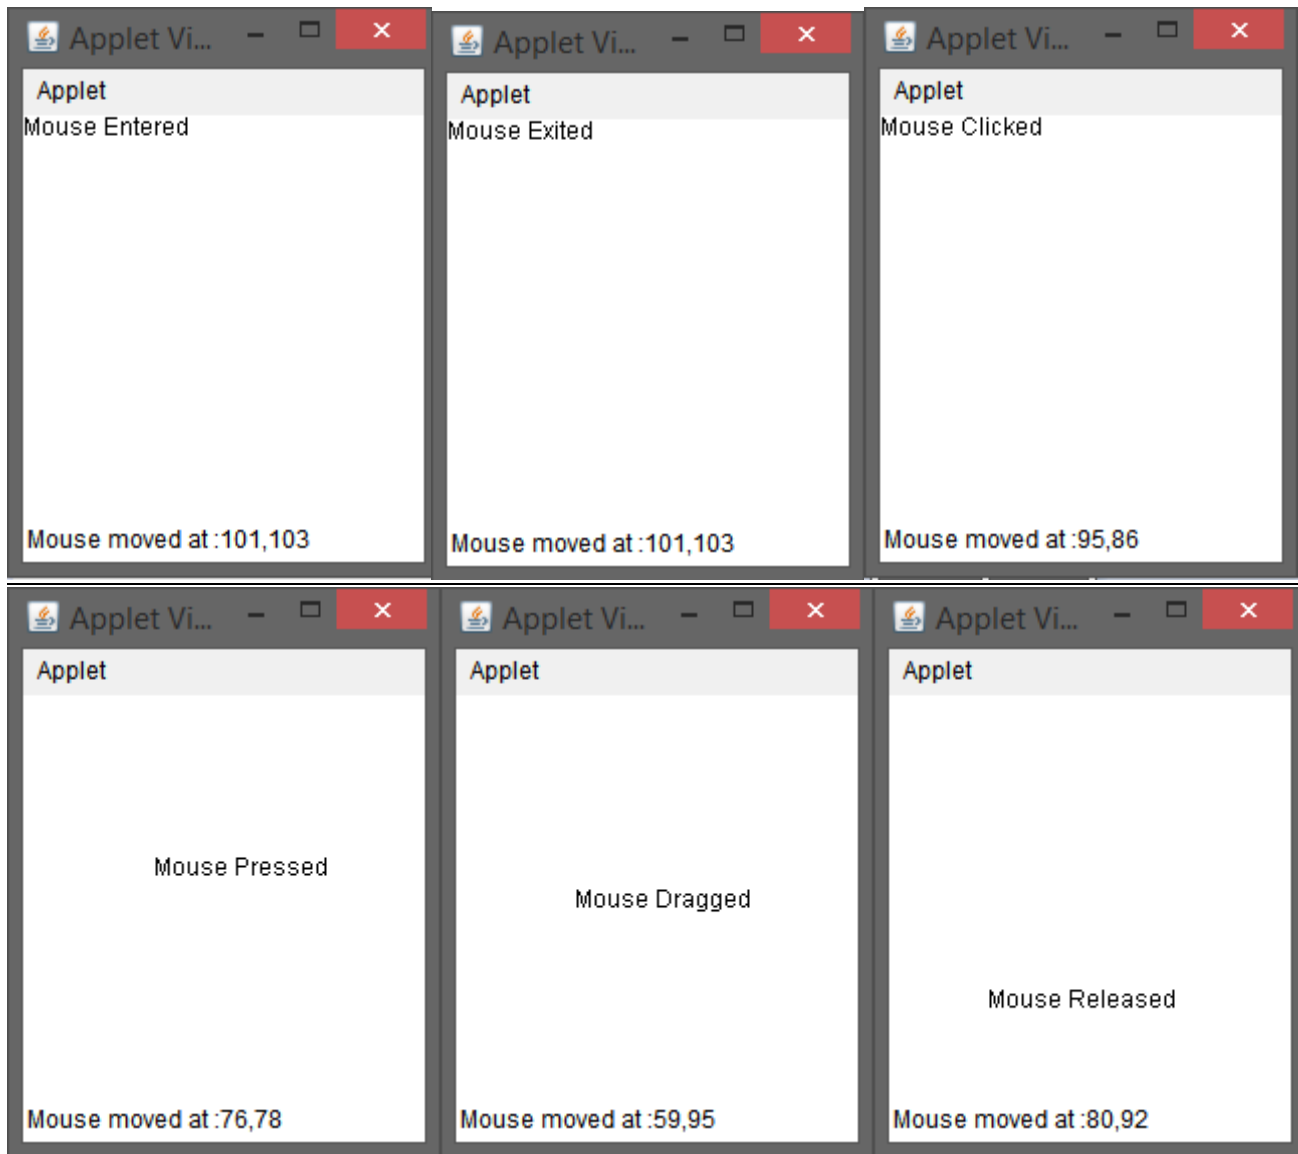 Applet Vi...
Applet
Mouse Entered
Mouse moved at :101,103
Applet Vi...
Applet
Mouse Exited
Mouse moved at :101,103
Applet Vi...
Applet
Mouse Clicked
Mouse moved at :95,86
Applet Vi...
Applet
Mouse Pressed
Mouse moved at :76,78
Applet Vi...
Applet
Mouse Dragged
Mouse moved at :59,95
Applet Vi...
Applet
Mouse Released
Mouse moved at :80,92